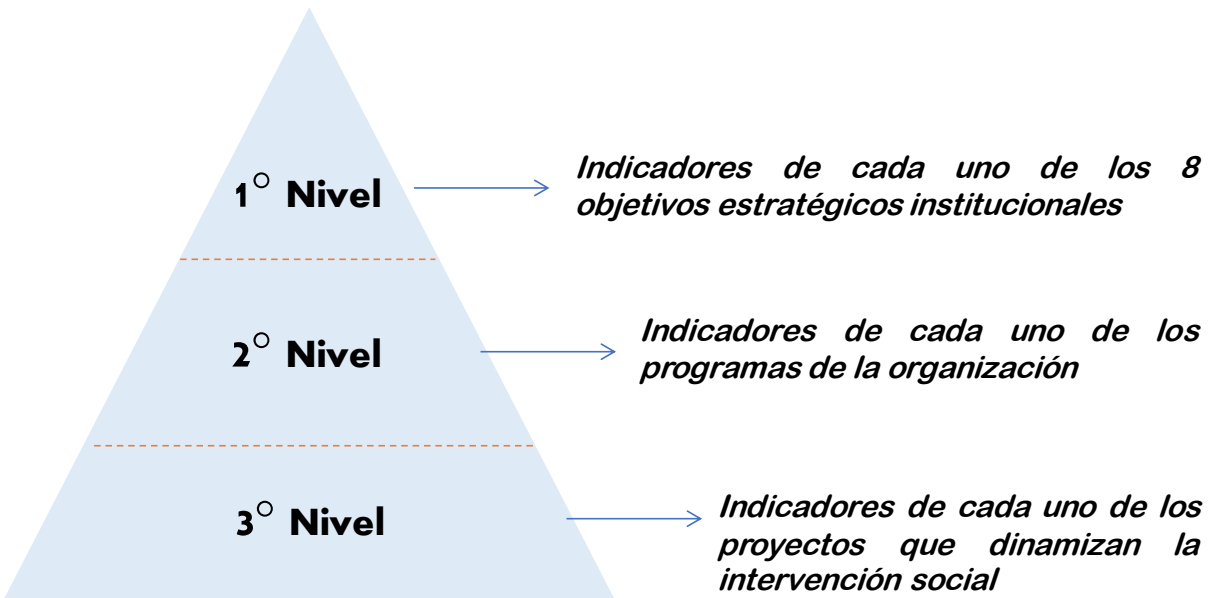 1° Nivel
Indicadores de cada uno de los 8
objetivos estratégicos institucionales
2° Nivel
Indicadores de cada uno de los
programas de la organización
3° Nivel
Indicadores de cada uno de los
proyectos que dinamizan la
intervención social